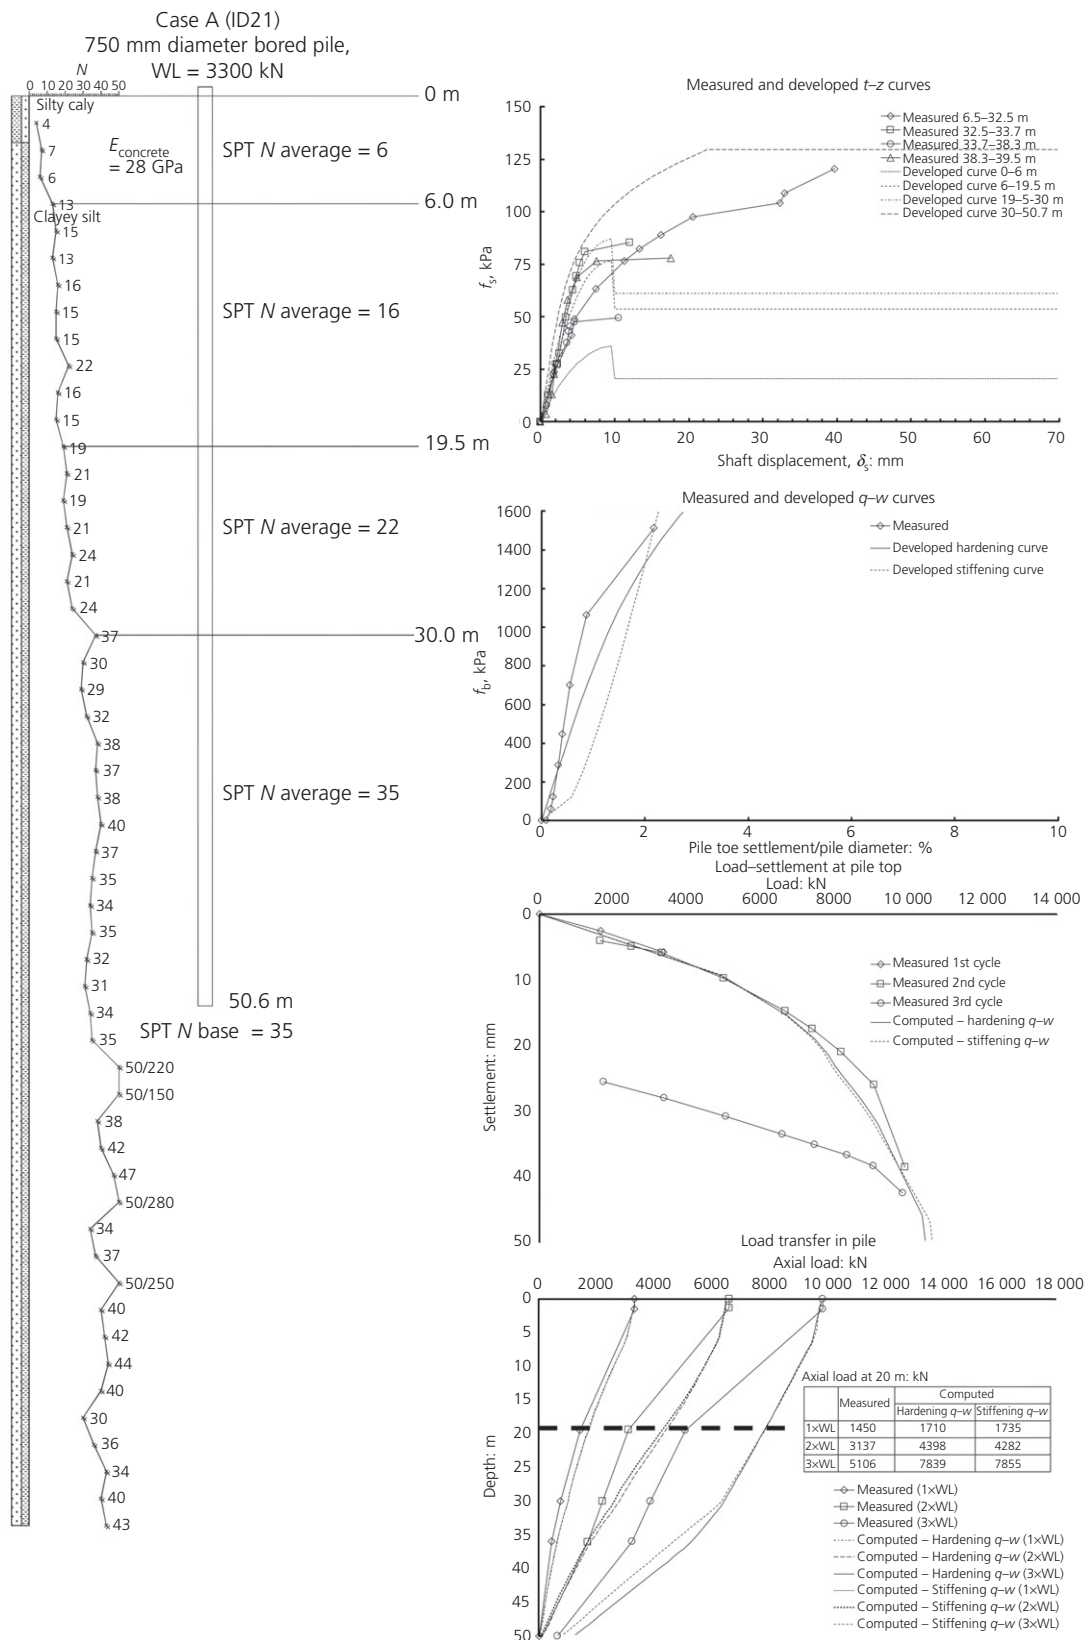 Case A (ID21)
750 mm diameter bored pile,
WL = 3300 kN
N
0 10 20 30 40 50
Silty caly
4
7
6
13
Clayey silt
15
13
16
15
15
22
16
15
19
21
19
21
24
21
24
37
30
29
32
38
37
38
40
37
35
34
35
32
31
34
35
50/220
50/150
38
42
47
50/280
34
37
50/250
40
42
44
40
30
36
34
40
43
E concrete
= 28 GPa
0 m
SPT N average = 6
6.0 m
SPT N average = 16
19.5 m
SPT N average = 22
30.0 m
SPT N average = 35
50.6 m
SPT N base = 35
Measured and developed t–z curves
150
125
100
75
50
25
0
fs, kPa
0 10 20 30 40 50 60 70
Shaft displacement, δs: mm
Measured 6.5–32.5 m
Measured 32.5–33.7 m
Measured 33.7–38.3 m
Measured 38.3–39.5 m
Developed curve 0–6 m
Developed curve 6–19.5 m
Developed curve 19–5-30 m
Developed curve 30–50.7 m
Measured and developed q–w curves
1600
1400
1200
1000
800
600
400
200
0
fb, kPa
0 2 4 6 8 10
Pile toe settlement/pile diameter: %
Measured
Developed hardening curve
Developed stiffening curve
Load–settlement at pile top
Load: kN
0 2000 4000 6000 8000 10 000 12 000 14 000
0
10
20
30
40
50
Settlement: mm
Measured 1st cycle
Measured 2nd cycle
Measured 3rd cycle
Computed – hardening q–w
Computed – stiffening q–w
Load transfer in pile
Axial load: kN
0 2000 4000 6000 8000 10 000 12 000 14 000 16 000 18 000
0
5
10
15
20
25
30
35
40
45
50
Depth: m
Axial load at 20 m: kN
Measured Computed
Hardening q–w Stiffening q–w
1×WL 1450 1710 1735
2×WL 3137 4398 4282
3×WL 5106 7839 7855
Measured (1×WL)
Measured (2×WL)
Measured (3×WL)
Computed – Hardening q–w (1×WL)
Computed – Hardening q–w (2×WL)
Computed – Hardening q–w (3×WL)
Computed – Stiffening q–w (1×WL)
Computed – Stiffening q–w (2×WL)
Computed – Stiffening q–w (3×WL)